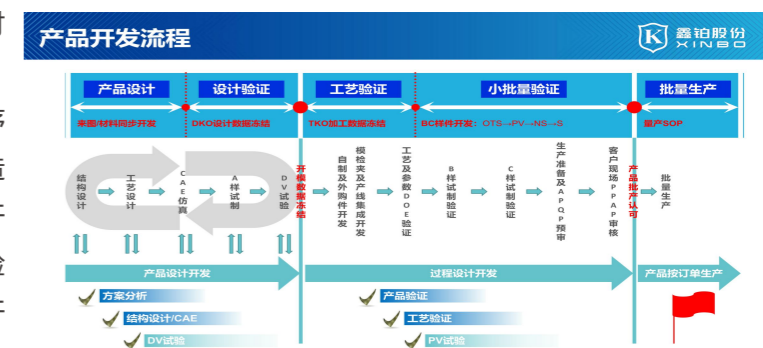 产品开发流程
K 鑫铂股份
XINBO
产品设计
设计验证
工艺验证
小批量验证
批量生产
来图/材料同步开发
DKO设计数据冻结
TKO加工数据冻结
BC样件开发：OTS→PV→NS→S
量产SOP
结构设计
工艺设计
CAE仿真
A样试制
DV试验
开模数据冻结
自制及外购件开发
模检夹及产线集成开发
工艺及参数DOE验证
B样试制验证
C样试制验证
生产准备及APQP预审
客户现场PPAP审核
产品批产认可
批量生产
产品设计开发
过程设计开发
产品按订单生产
方案分析
结构设计/CAE
DV试验
产品验证
工艺验证
PV试验